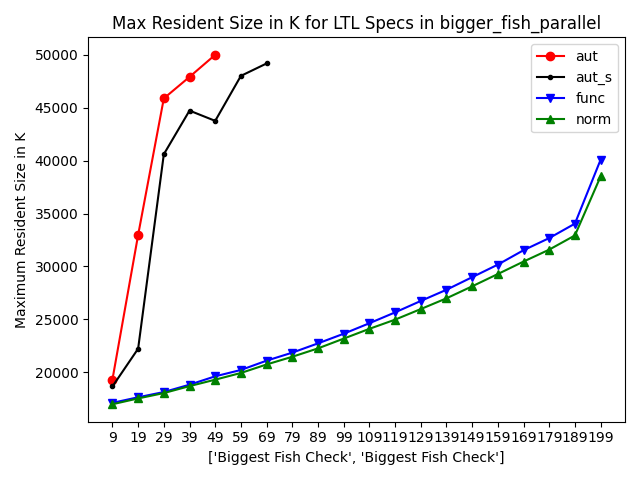 Max Resident Size in K for LTL Specs in bigger_fish_parallel
Maximum Resident Size in K
50000
45000
40000
35000
30000
25000
20000
aut
aut_s
func
norm
9 19 29 39 49 59 69 79 89 99 109 119 129 139 149 159 169 179 189 199
['Biggest Fish Check', 'Biggest Fish Check']